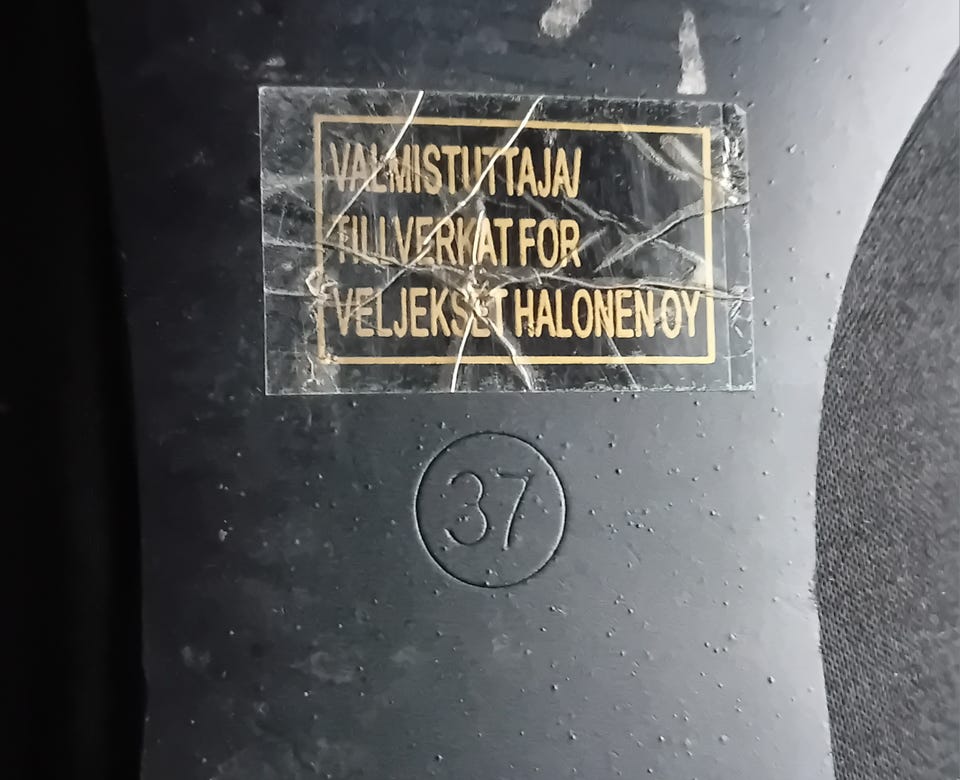 VALMISTUTTAJA/
TILLVERKAT FOR
VELJEKSET HALONEN OY
37